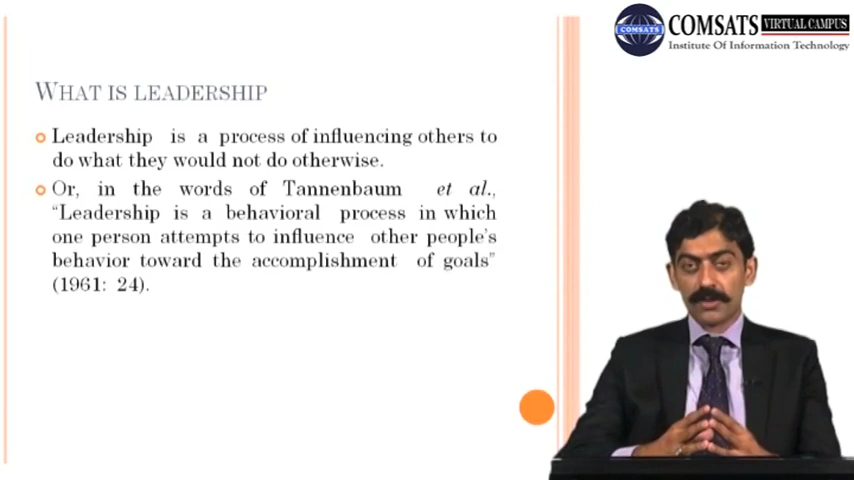 COMSATS
COMSATS VIRTUAL CAMPUS
Institute Of Information Technology
WHAT IS LEADERSHIP
Leadership is a process of influencing others to
do what they would not do otherwise.
Or, in the words of Tannenbaum et al.,
“Leadership is a behavioral process in which
one person attempts to influence other people’s
behavior toward the accomplishment of goals”
(1961: 24).